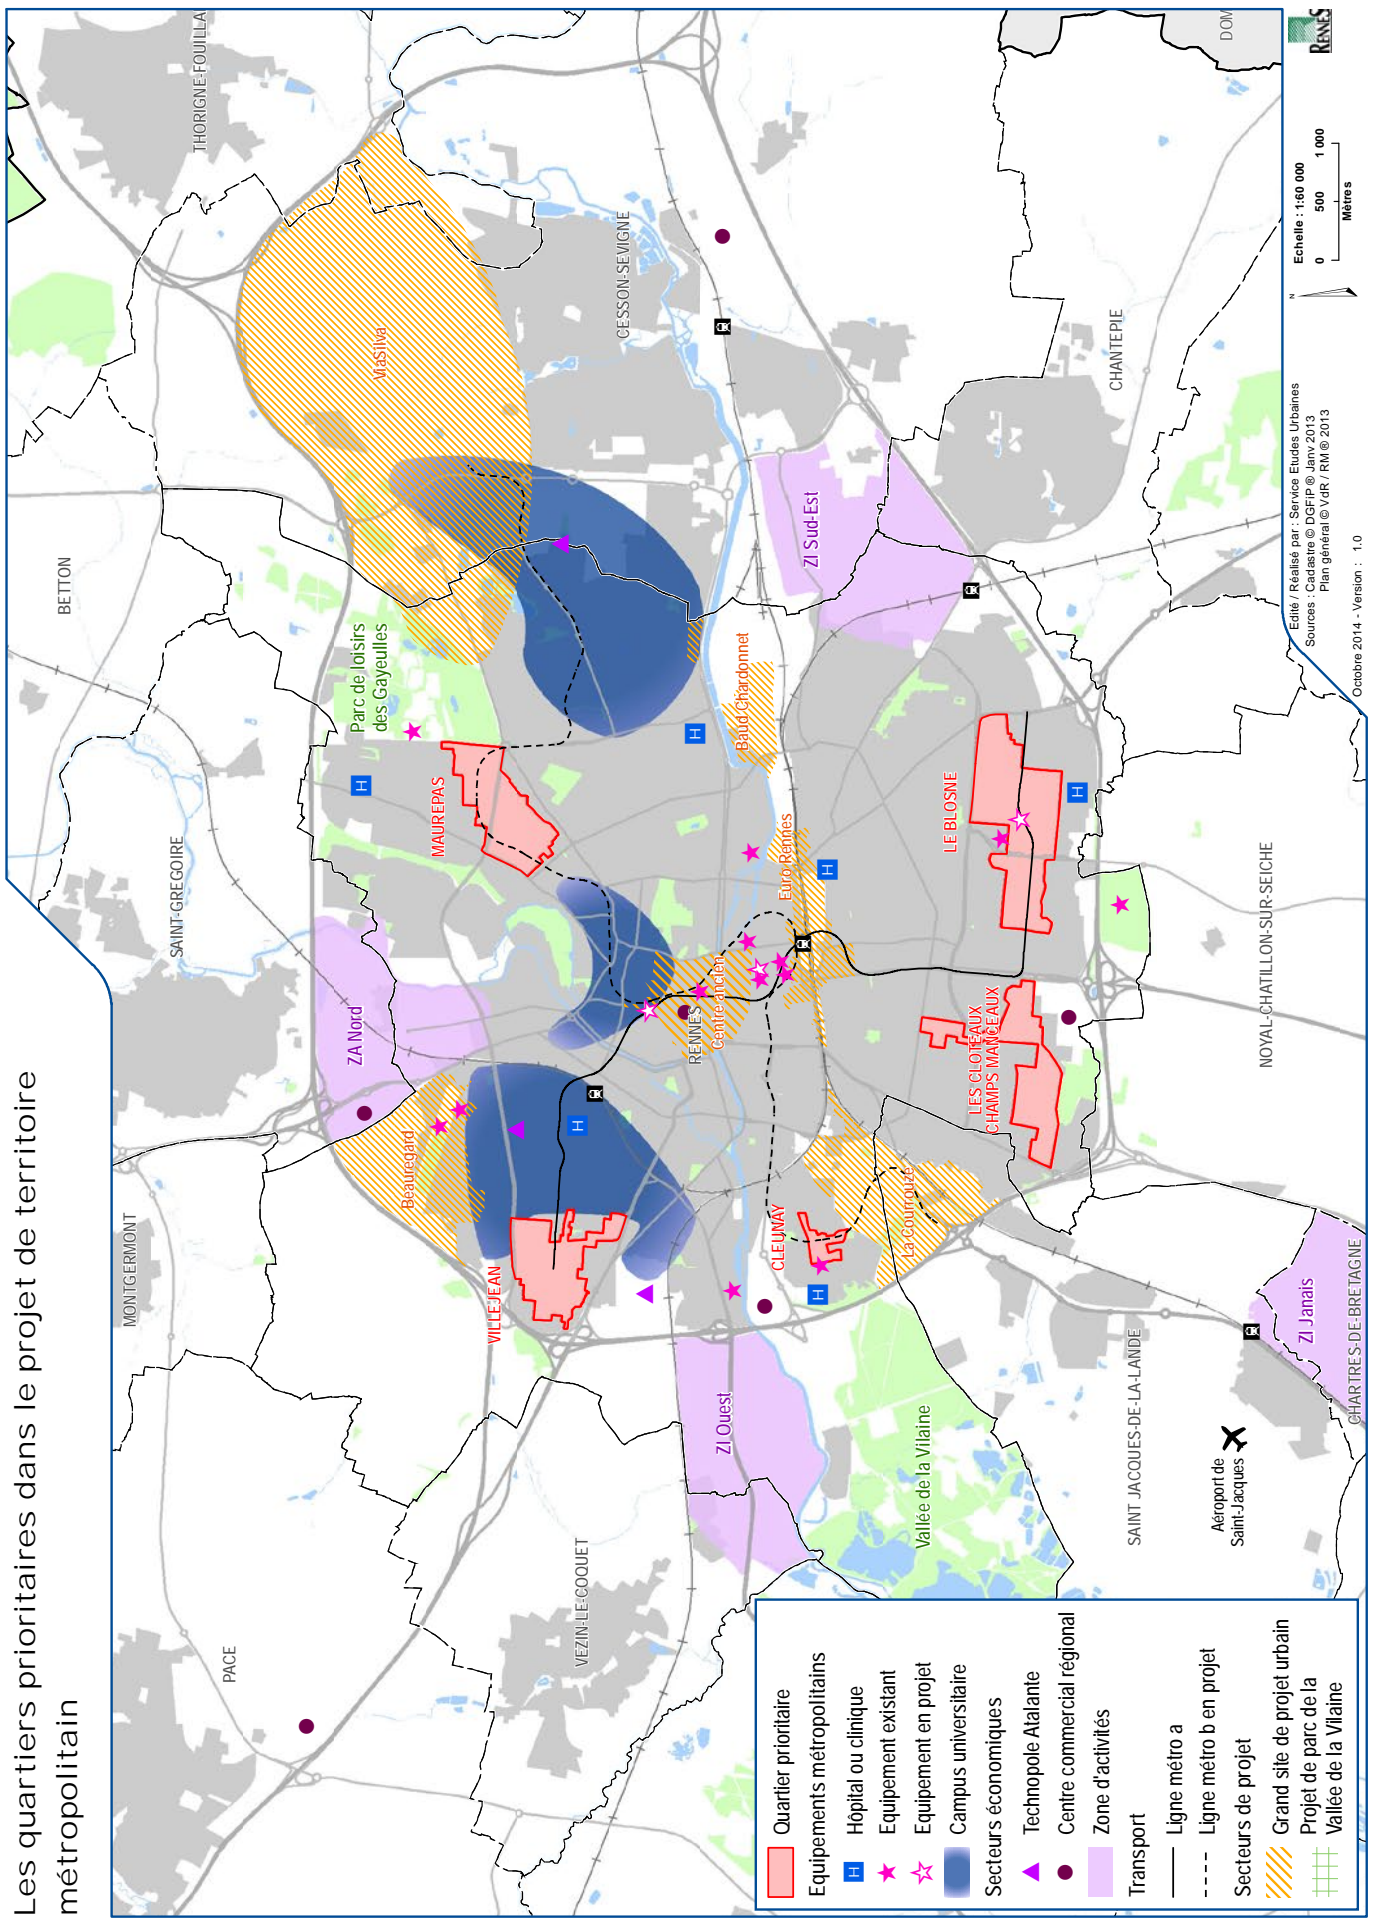 Les quartiers prioritaires dans le projet de territoire
métropolitain
PACE
MONTGERMONT
SAINT-GREGOIRE
BETTON
THORIGNE-FOUILLA
ZA Nord
Parc de loisirs
des Gayeulles
ViaSilva
Beauregard
MAUREPAS
VILLEJEAN
VEZIN-LE-COQUET
CESSON-SEVIGNE
RENNES
Centre ancien
ZI Ouest
Baud Chardonnet
Euro Rennes
CLEUNAY
ZI Sud-Est
La Courrouze
Vallée de la Vilaine
LE BLOSNE
LES CLOTEAUX
CHAMPS MANCEAUX
CHANTEPIE
SAINT JACQUES-DE-LA-LANDE
Aéroport de
Saint-Jacques
NOYAL-CHATILLON-SUR-SEICHE
ZI Janais
CHARTRES-DE-BRETAGNE
DOM
H
H
H
H
H
H
Quartier prioritaire
Equipements métropolitains
H Hôpital ou clinique
Equipement existant
Equipement en projet
Campus universitaire
Secteurs économiques
Technopole Atalante
Centre commercial régional
Zone d'activités
Transport
Ligne métro a
Ligne métro b en projet
Secteurs de projet
Grand site de projet urbain
Projet de parc de la
Vallée de la Vilaine
Edité / Réalisé par : Service Etudes Urbaines
Sources : Cadastre © DGFiP ® Janv 2013
Plan général © VdR / RM ® 2013
Octobre 2014 - Version : 1.0
N
Echelle : 1:60 000
0 500 1 000
Mètres
RENNES